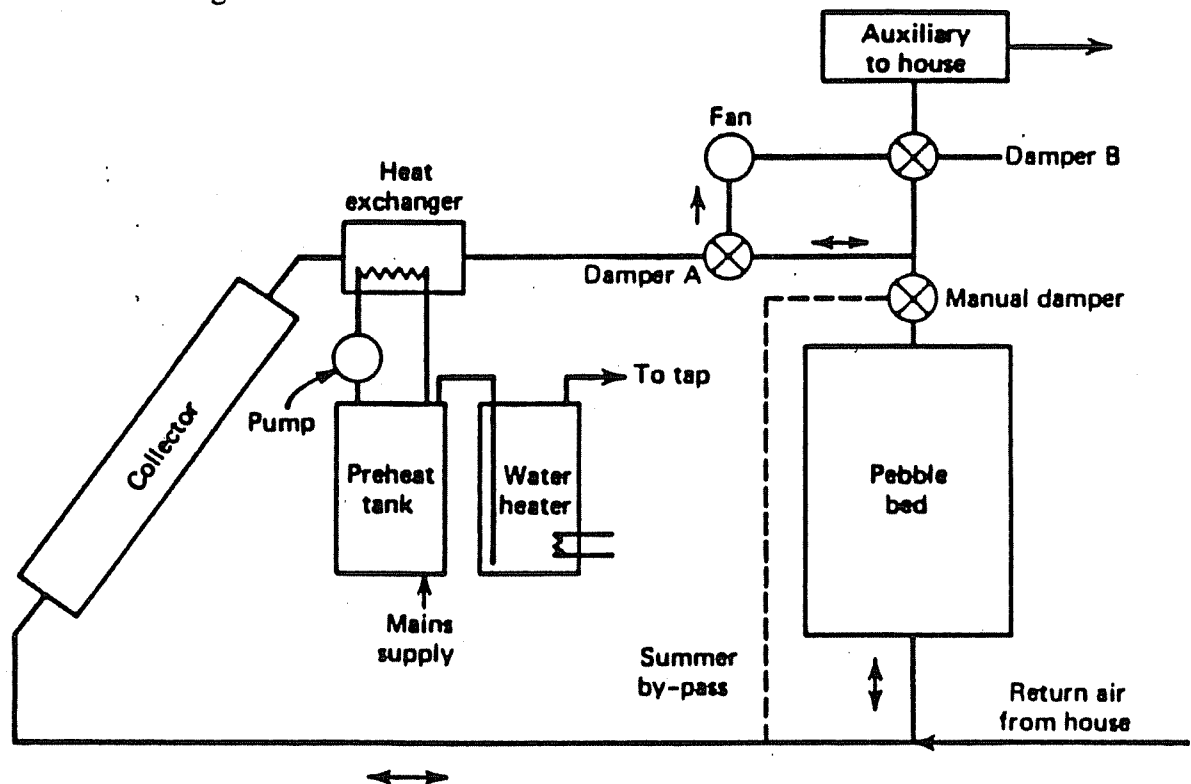 Auxiliary
to house
Fan
Damper B
Heat
exchanger
Damper A
Manual damper
To tap
Pump
Collector
Preheat
tank
Water
heater
Pebble
bed
Mains
supply
Summer
by-pass
Return air
from house